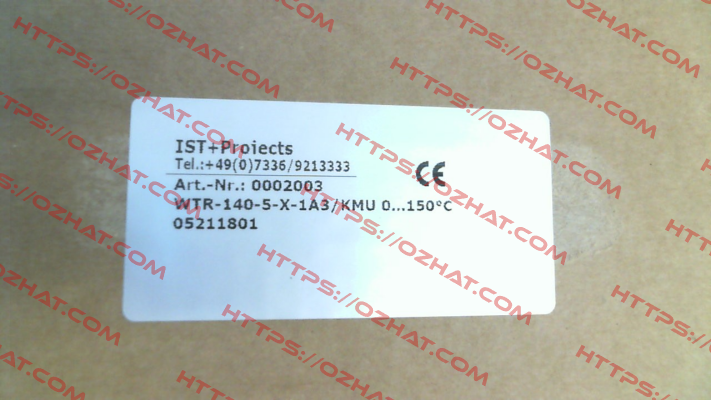 IST+Projects
Tel.:+49(0)7336/9213333
CE
Art.-Nr.: 0002003
WTR-140-5-X-1A3/KMU 0...150°C
05211801
HTTPS://OZHAT.COM